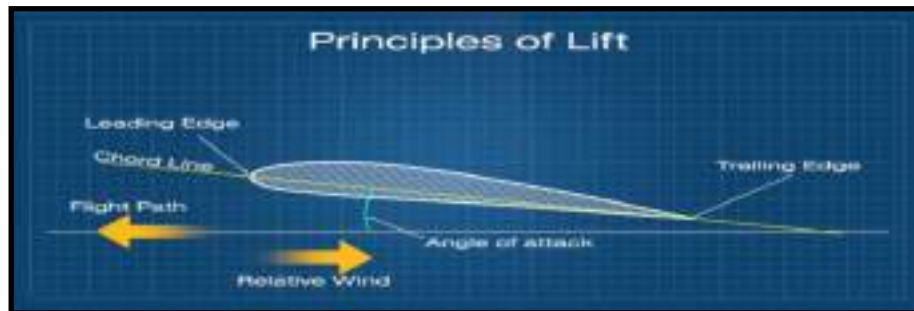 Principles of Lift
Leading Edge
Chord Line
Trailing Edge
Flight Path
Angle of attack
Relative Wind